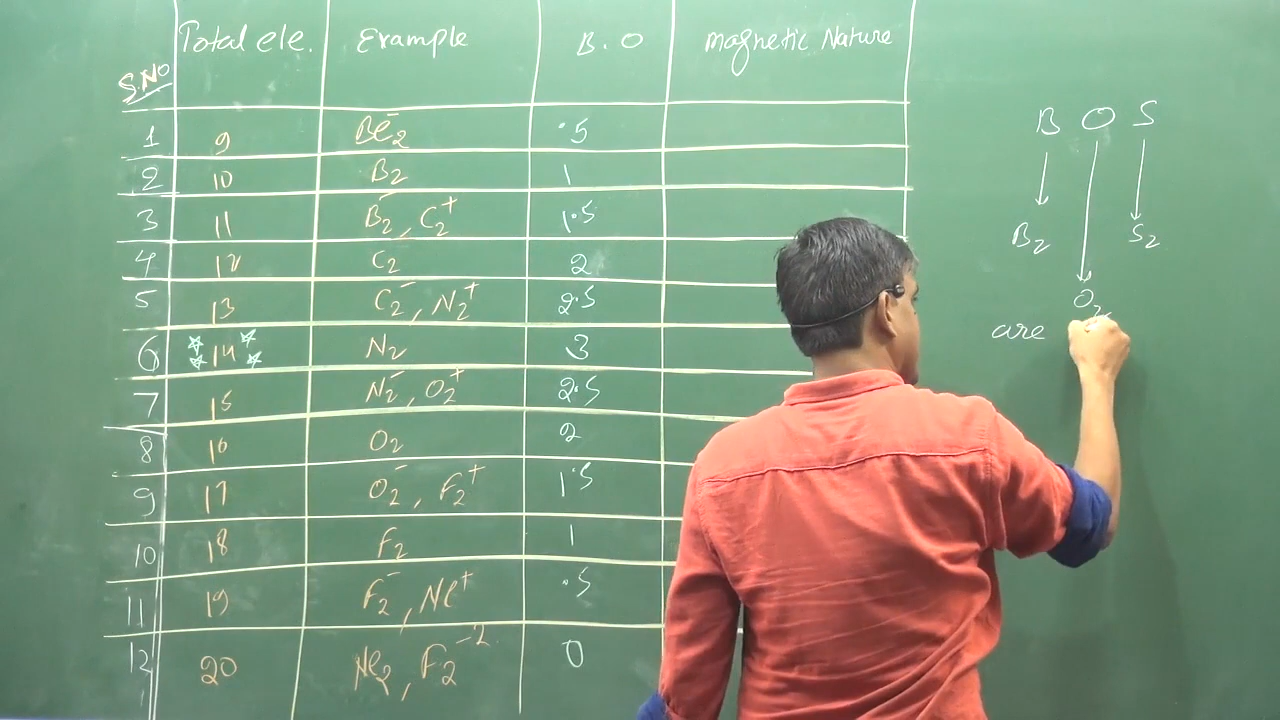 S.NO Total ele. Example B.O Magnetic Nature
1 9 Be₂⁻ .5
2 10 B₂ 1
3 11 B₂⁻, C₂⁺ 1.5
4 12 C₂ 2
5 13 C₂⁻, N₂⁺ 2.5
6 14 N₂ 3
7 15 N₂⁻, O₂⁺ 2.5
8 16 O₂ 2
9 17 O₂⁻, F₂⁺ 1.5
10 18 F₂ 1
11 19 F₂⁻, Ne⁺ .5
12 20 Ne₂, F₂⁻² 0
B O S
B₂ S₂
O₂
are